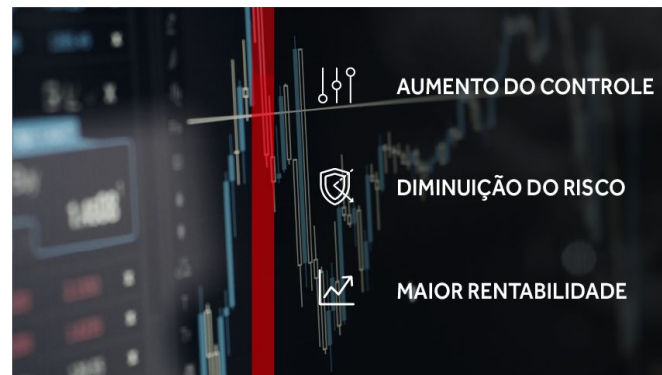 AUMENTO DO CONTROLE
DIMINUIÇÃO DO RISCO
MAIOR RENTABILIDADE